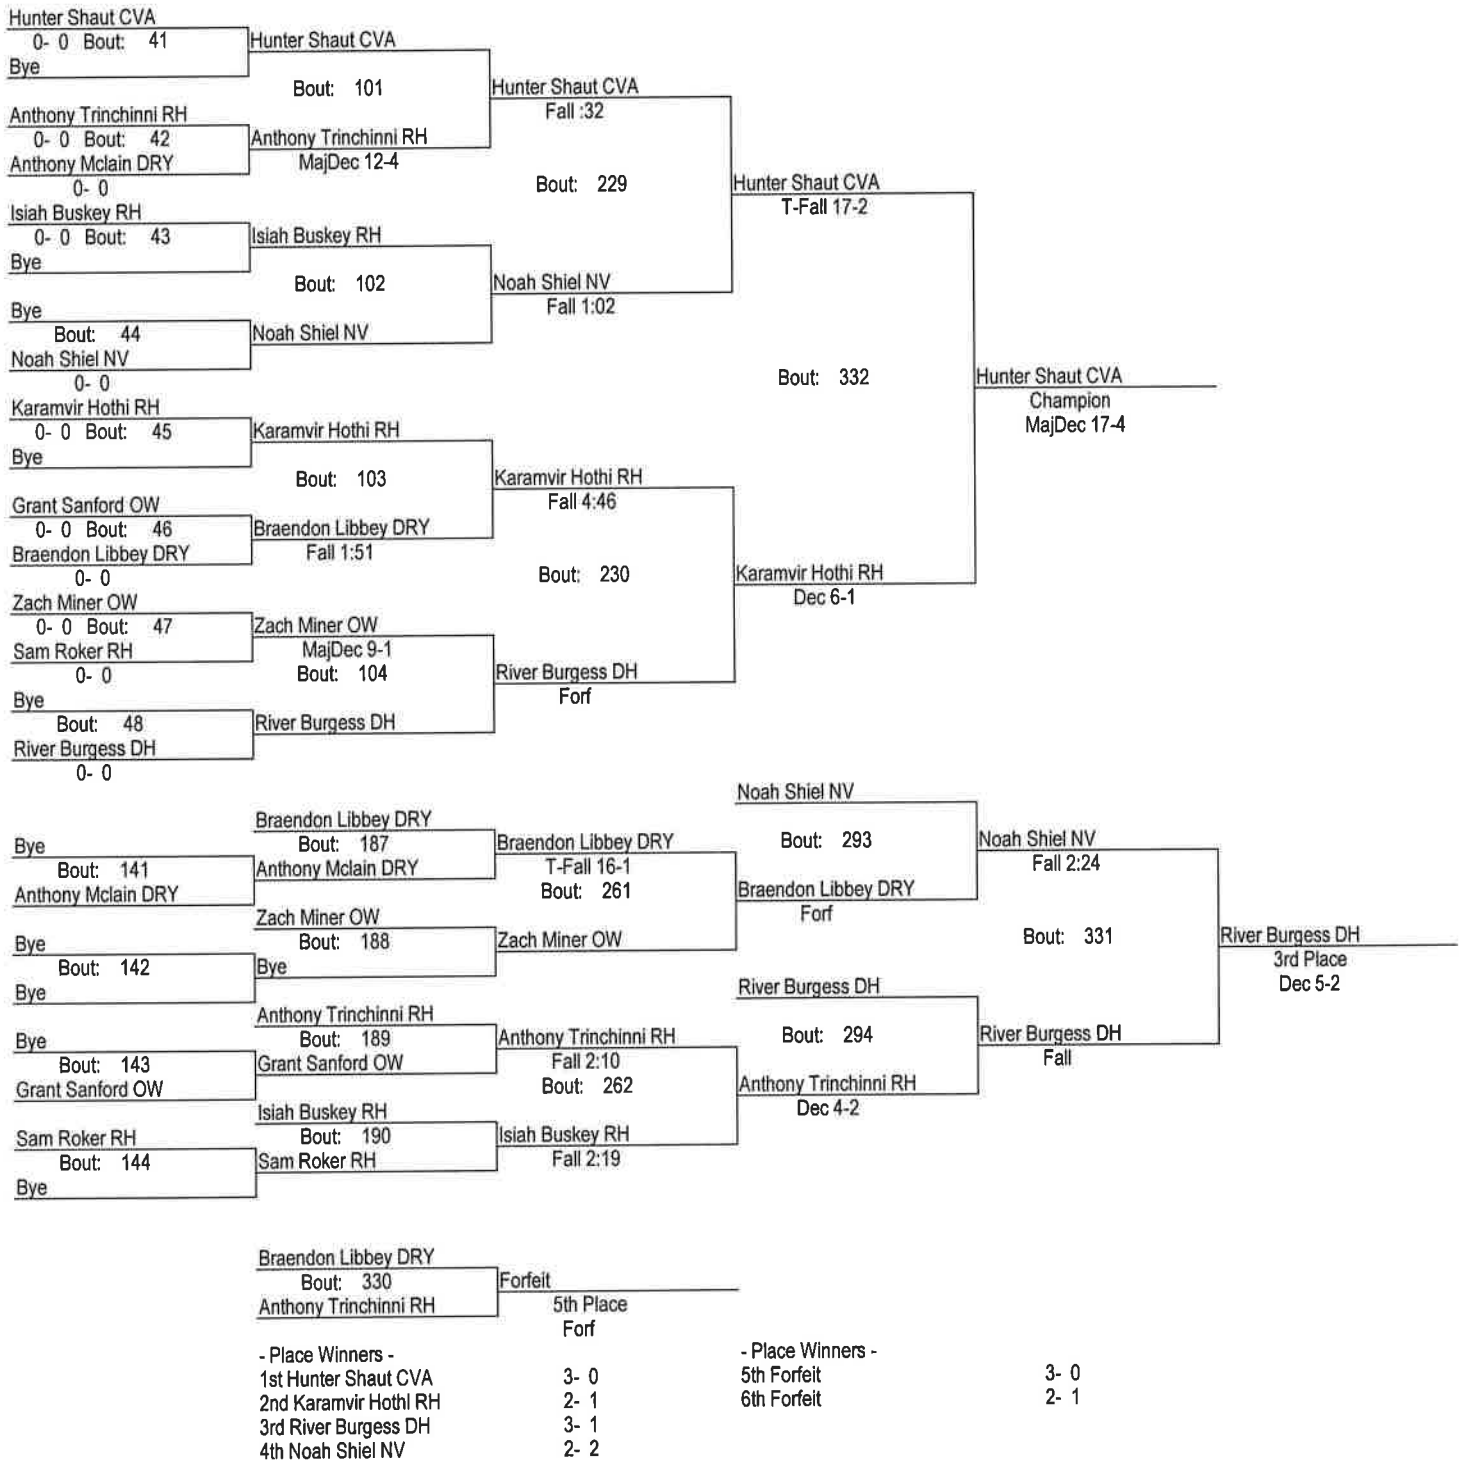 Hunter Shaut CVA
0- 0 Bout: 41
Bye
Hunter Shaut CVA
Bout: 101
Anthony Trinchinni RH
0- 0 Bout: 42
Anthony Mclain DRY
0- 0
Anthony Trinchinni RH
MajDec 12-4
Hunter Shaut CVA
Fall :32
Bout: 229
Isiah Buskey RH
0- 0 Bout: 43
Bye
Isiah Buskey RH
Bout: 102
Bye
Bout: 44
Noah Shiel NV
0- 0
Noah Shiel NV
Noah Shiel NV
Fall 1:02
Hunter Shaut CVA
T-Fall 17-2
Bout: 332
Hunter Shaut CVA
Champion
MajDec 17-4
Karamvir Hothi RH
0- 0 Bout: 45
Bye
Karamvir Hothi RH
Bout: 103
Grant Sanford OW
0- 0 Bout: 46
Braendon Libbey DRY
0- 0
Braendon Libbey DRY
Fall 1:51
Karamvir Hothi RH
Fall 4:46
Bout: 230
Zach Miner OW
0- 0 Bout: 47
Sam Roker RH
0- 0
Zach Miner OW
MajDec 9-1
Bout: 104
Bye
Bout: 48
River Burgess DH
0- 0
River Burgess DH
River Burgess DH
Forf
Karamvir Hothi RH
Dec 6-1
Bye
Bout: 141
Anthony Mclain DRY
Braendon Libbey DRY
Bout: 187
Anthony Mclain DRY
Braendon Libbey DRY
T-Fall 16-1
Bout: 261
Bye
Bout: 142
Bye
Zach Miner OW
Bout: 188
Bye
Zach Miner OW
Noah Shiel NV
Bout: 293
Braendon Libbey DRY
Forf
Noah Shiel NV
Fall 2:24
Bout: 331
River Burgess DH
3rd Place
Dec 5-2
Bye
Bout: 143
Grant Sanford OW
Anthony Trinchinni RH
Bout: 189
Grant Sanford OW
Anthony Trinchinni RH
Fall 2:10
Bout: 262
Sam Roker RH
Bout: 144
Bye
Isiah Buskey RH
Bout: 190
Sam Roker RH
Isiah Buskey RH
Fall 2:19
River Burgess DH
Bout: 294
Anthony Trinchinni RH
Dec 4-2
River Burgess DH
Fall
Braendon Libbey DRY
Bout: 330
Anthony Trinchinni RH
Forfeit
5th Place
Forf
- Place Winners -
1st Hunter Shaut CVA 3- 0
2nd Karamvir Hothl RH 2- 1
3rd River Burgess DH 3- 1
4th Noah Shiel NV 2- 2
- Place Winners -
5th Forfeit 3- 0
6th Forfeit 2- 1